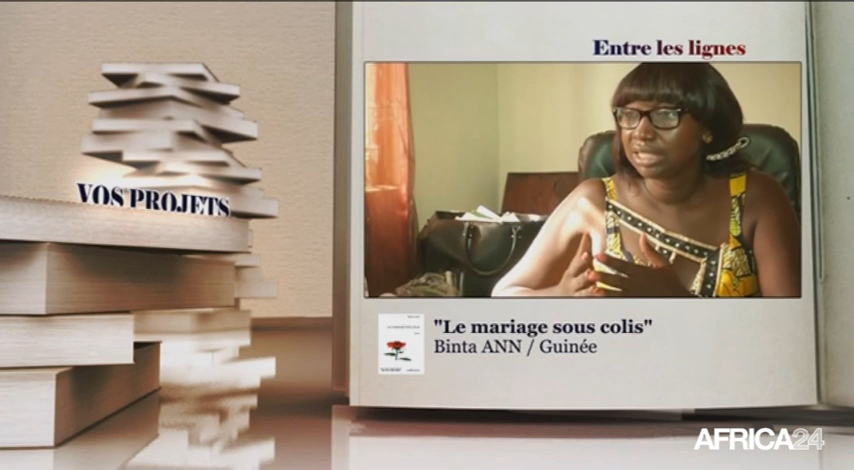 Entre les lignes
VOS PROJETS
"Le mariage sous colis"
Binta ANN / Guinée
AFRICA24